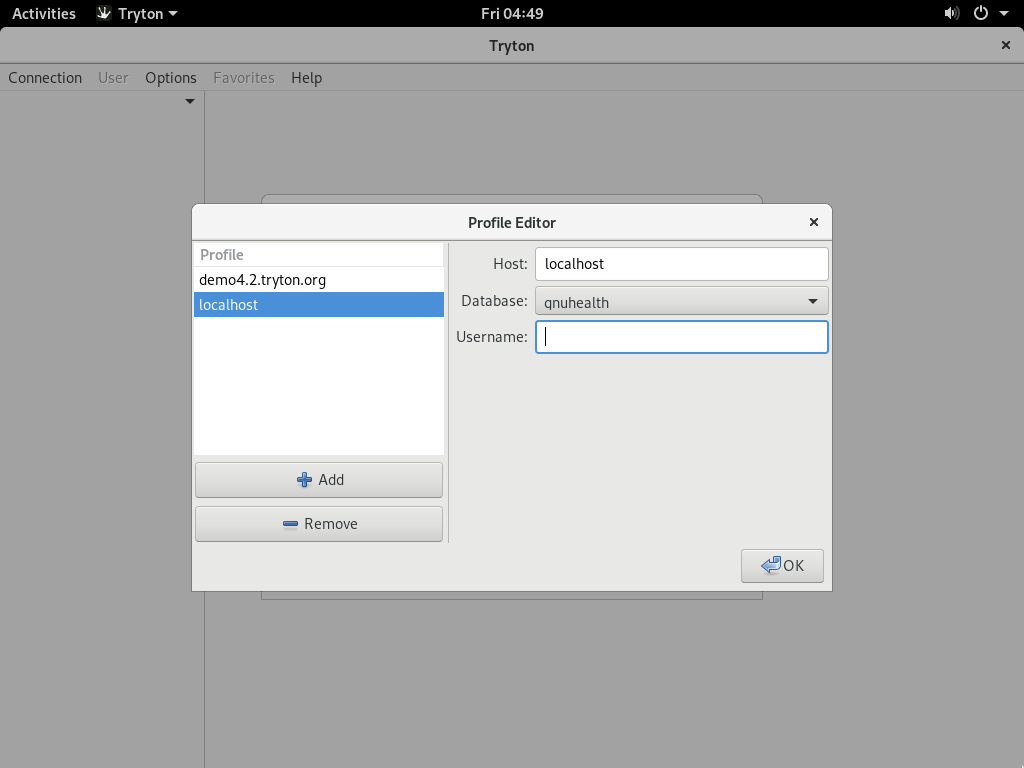 Activities Tryton Fri 04:49
Tryton
Connection User Options Favorites Help
Profile Editor
Profile
demo4.2.tryton.org
localhost
Add
Remove
Host: localhost
Database: gnuhealth
Username:
OK